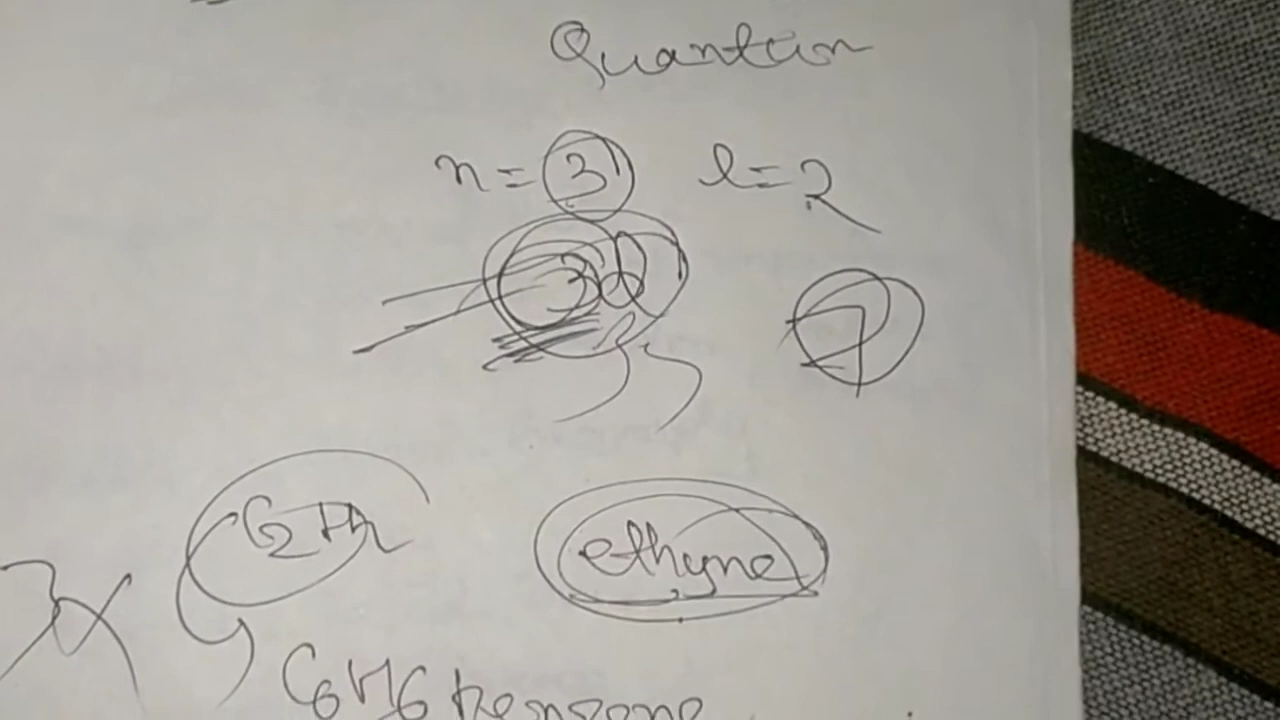 Quantum
n = 3 l = 2
3d
7
C2H2 ethyne
C6H6 benzene